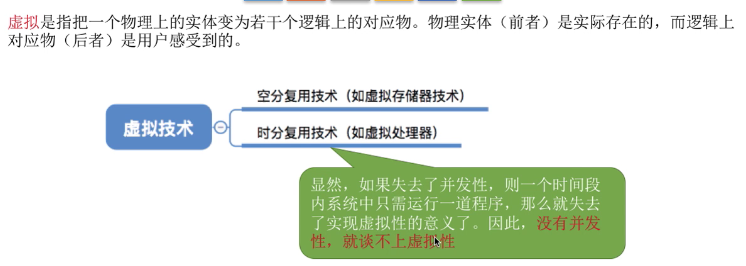 虚拟是指把一个物理上的实体变为若干个逻辑上的对应物。物理实体（前者）是实际存在的，而逻辑上
对应物（后者）是用户感受到的。
空分复用技术（如虚拟存储器技术）
虚拟技术
时分复用技术（如虚拟处理器）
显然，如果失去了并发性，则一个时间段
内系统中只需运行一道程序，那么就失去
了实现虚拟性的意义了。因此，没有并发
性，就谈不上虚拟性